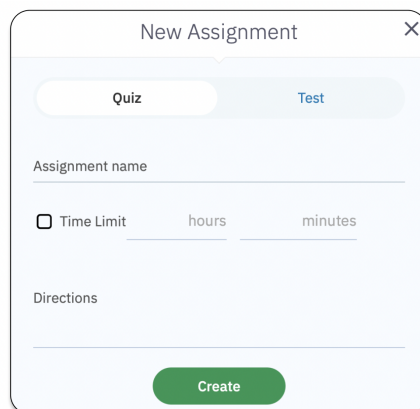 New Assignment
Quiz Test
Assignment name
Time Limit hours minutes
Directions
Create